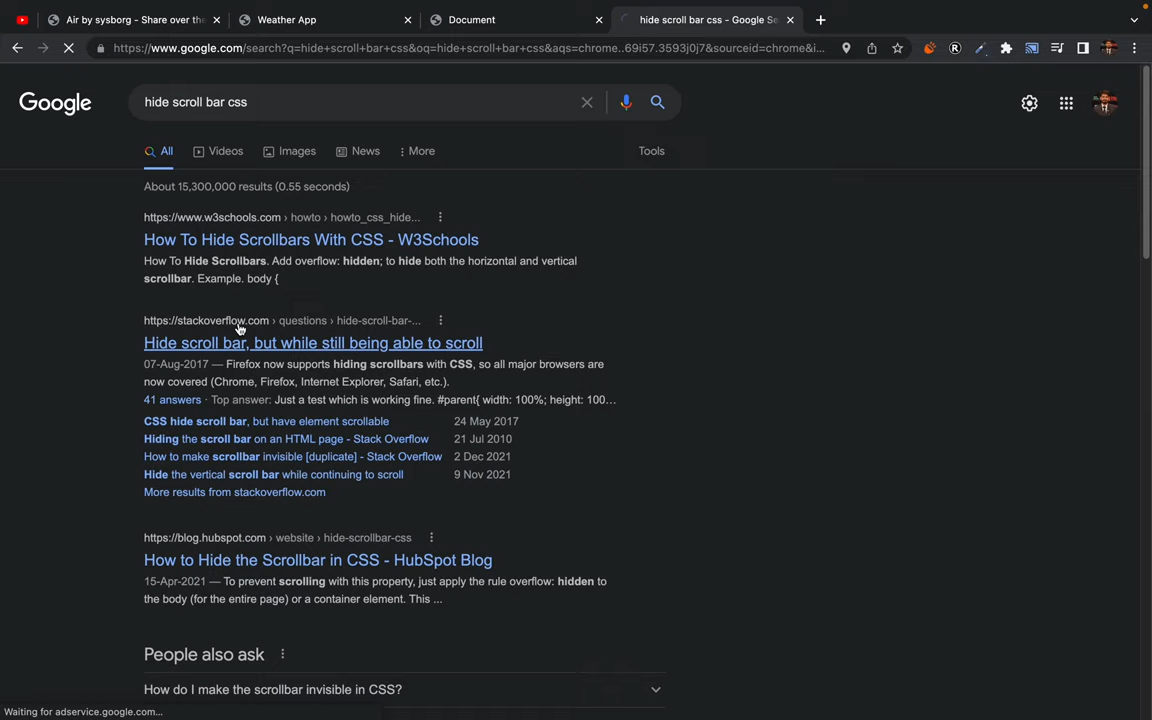 Air by sysborg - Share over the
Weather App
Document
hide scroll bar css - Google Se
https://www.google.com/search?q=hide+scroll+bar+css&oq=hide+scroll+bar+css&aqs=chrome..69i57.3593j0j7&sourceid=chrome&i...
Google
hide scroll bar css
All
Videos
Images
News
More
Tools
About 15,300,000 results (0.55 seconds)
https://www.w3schools.com › howto › howto_css_hide...
How To Hide Scrollbars With CSS - W3Schools
How To Hide Scrollbars. Add overflow: hidden; to hide both the horizontal and vertical
scrollbar. Example. body {
https://stackoverflow.com › questions › hide-scroll-bar-...
Hide scroll bar, but while still being able to scroll
07-Aug-2017 — Firefox now supports hiding scrollbars with CSS, so all major browsers are
now covered (Chrome, Firefox, Internet Explorer, Safari, etc.).
41 answers · Top answer: Just a test which is working fine. #parent{ width: 100%; height: 100...
CSS hide scroll bar, but have element scrollable 24 May 2017
Hiding the scroll bar on an HTML page - Stack Overflow 21 Jul 2010
How to make scrollbar invisible [duplicate] - Stack Overflow 2 Dec 2021
Hide the vertical scroll bar while continuing to scroll 9 Nov 2021
More results from stackoverflow.com
https://blog.hubspot.com › website › hide-scrollbar-css
How to Hide the Scrollbar in CSS - HubSpot Blog
15-Apr-2021 — To prevent scrolling with this property, just apply the rule overflow: hidden to
the body (for the entire page) or a container element. This ...
People also ask
How do I make the scrollbar invisible in CSS?
Waiting for adservice.google.com...